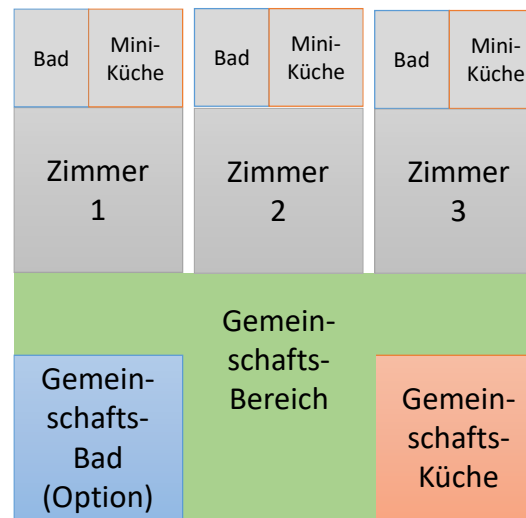 Bad
Mini-
Küche
Bad
Mini-
Küche
Bad
Mini-
Küche
Zimmer
1
Zimmer
2
Zimmer
3
Gemein-
schafts-
Bereich
Gemein-
schafts-
Bad
(Option)
Gemein-
schafts-
Küche